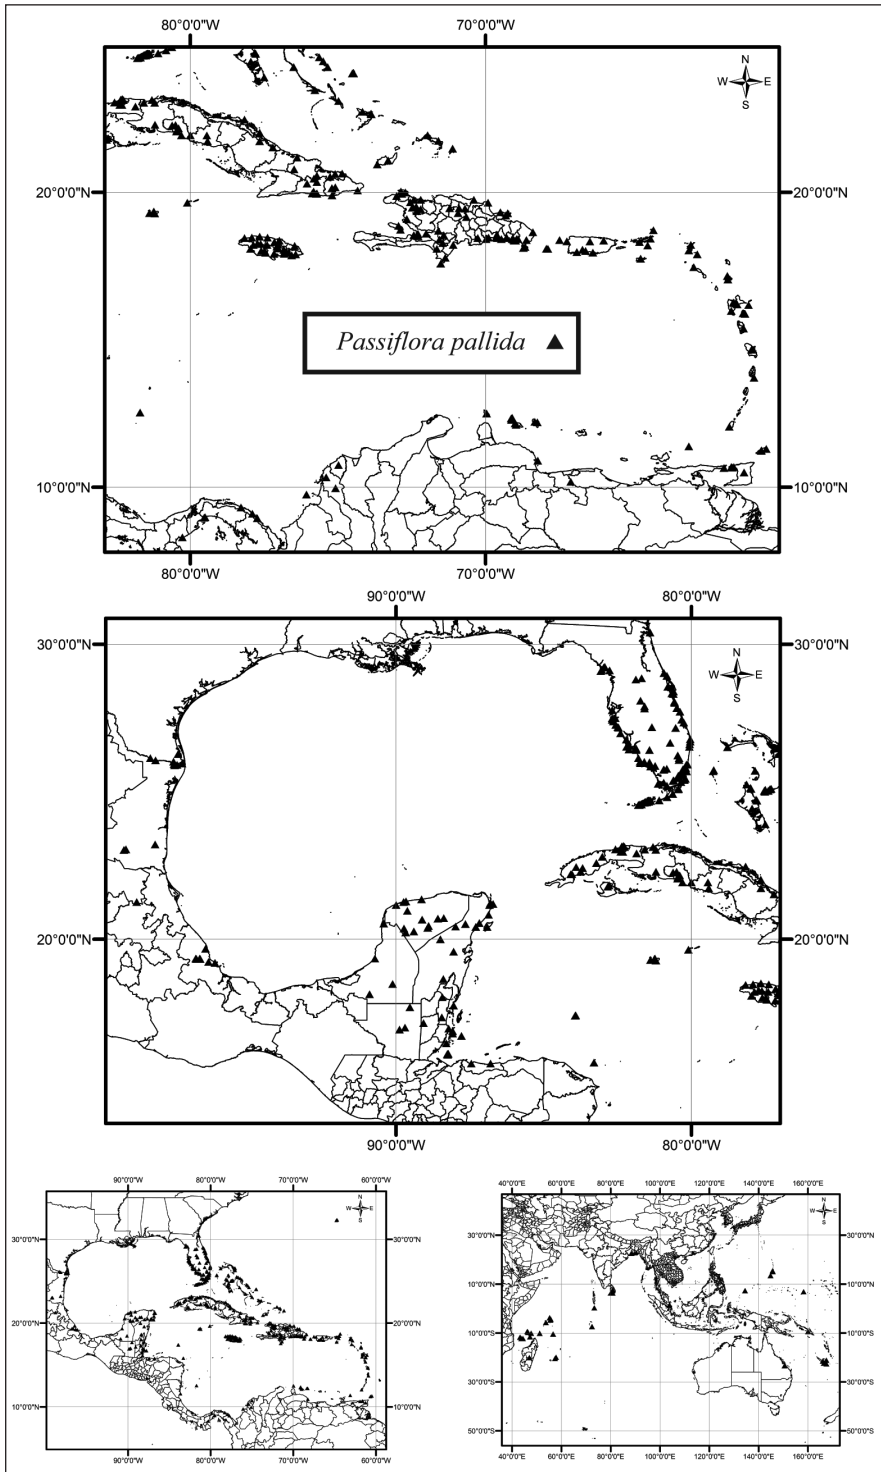 80°0'0"W 70°0'0"W
N
W E
S
20°0'0"N 20°0'0"N
Passiflora pallida ▲
10°0'0"N 10°0'0"N
80°0'0"W 70°0'0"W
90°0'0"W 80°0'0"W
30°0'0"N 30°0'0"N
N
W E
S
20°0'0"N 20°0'0"N
90°0'0"W 80°0'0"W
90°0'0"W 80°0'0"W 70°0'0"W 60°0'0"W
N
W E
S
30°0'0"N 30°0'0"N
20°0'0"N 20°0'0"N
10°0'0"N 10°0'0"N
90°0'0"W 80°0'0"W 70°0'0"W 60°0'0"W
40°0'0"E 60°0'0"E 80°0'0"E 100°0'0"E 120°0'0"E 140°0'0"E 160°0'0"E
N
W E
S
30°0'0"N 30°0'0"N
10°0'0"N 10°0'0"N
10°0'0"S 10°0'0"S
30°0'0"S 30°0'0"S
50°0'0"S 50°0'0"S
40°0'0"E 60°0'0"E 80°0'0"E 100°0'0"E 120°0'0"E 140°0'0"E 160°0'0"E